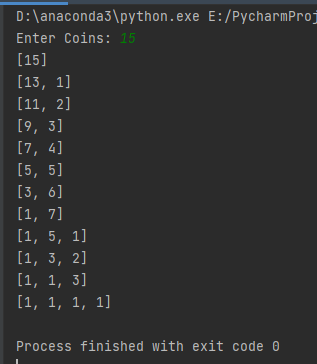 D:\anaconda3\python.exe E:/PycharmProj
Enter Coins: 15
[15]
[13, 1]
[11, 2]
[9, 3]
[7, 4]
[5, 5]
[3, 6]
[1, 7]
[1, 5, 1]
[1, 3, 2]
[1, 1, 3]
[1, 1, 1, 1]
Process finished with exit code 0